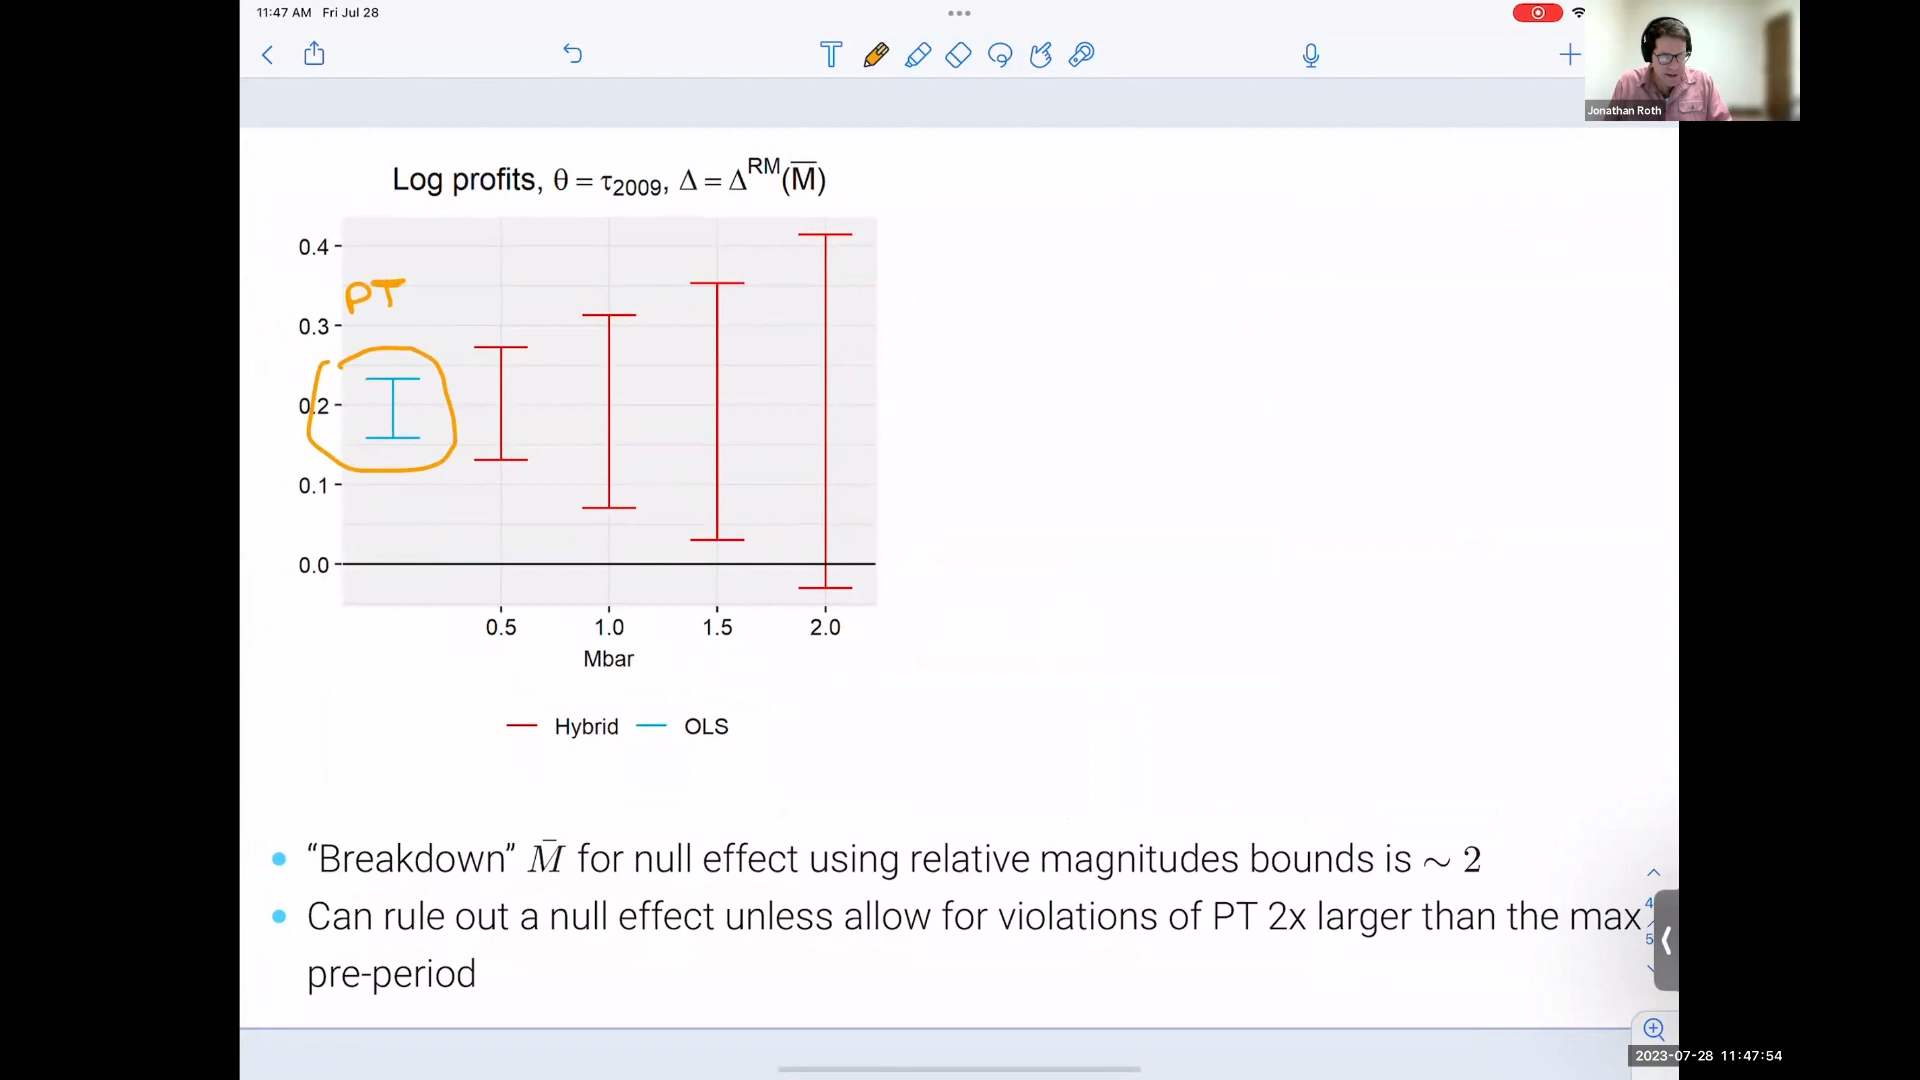 11:47 AM Fri Jul 28
T
Jonathan Roth
Log profits, θ = τ₂₀₀₉, Δ = Δᴿᴹ(M̅)
0.4
PT
0.3
0.2
0.1
0.0
0.5 1.0 1.5 2.0
Mbar
Hybrid OLS
“Breakdown” M̄ for null effect using relative magnitudes bounds is ∼ 2
Can rule out a null effect unless allow for violations of PT 2x larger than the max
pre-period
4
5
2023-07-28 11:47:54